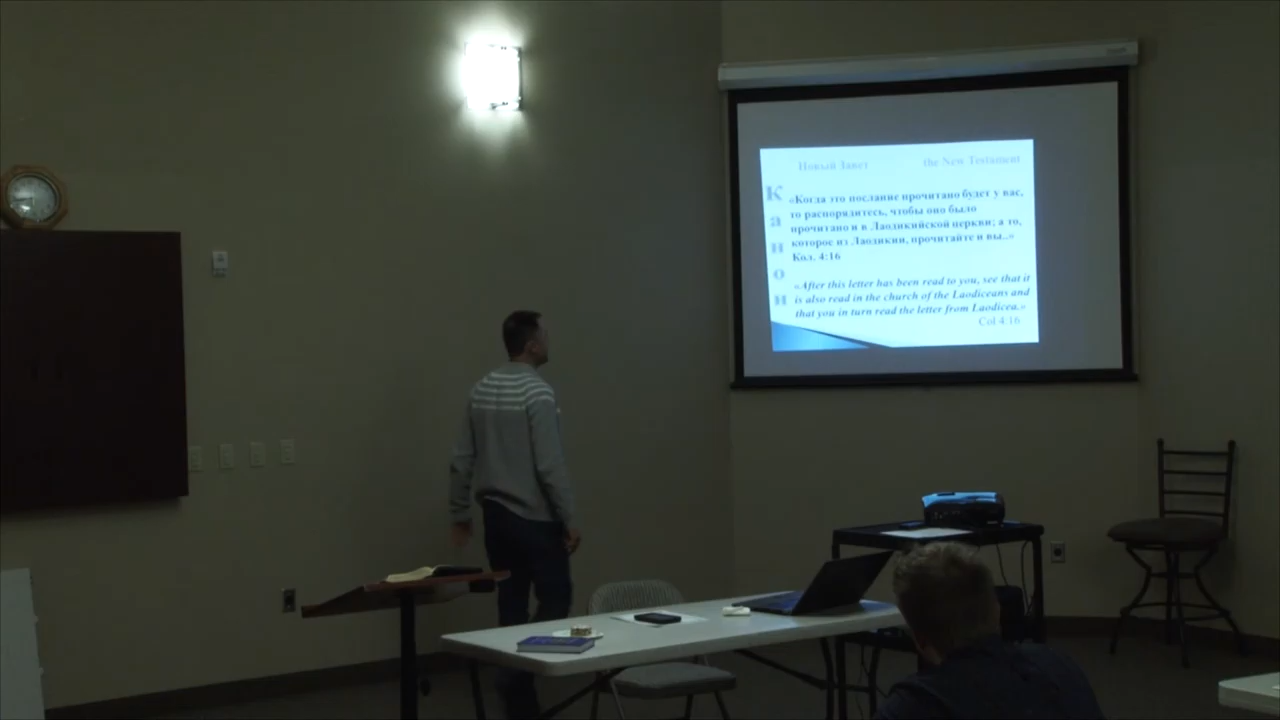 Новый Завет the New Testament
Канон
«Когда это послание прочитано будет у вас,
то распорядитесь, чтобы оно было
прочитано и в Лаодикийской церкви; а то,
которое из Лаодикии, прочитайте и вы..»
Кол. 4:16
«After this letter has been read to you, see that it
is also read in the church of the Laodiceans and
that you in turn read the letter from Laodicea.»
Col 4:16